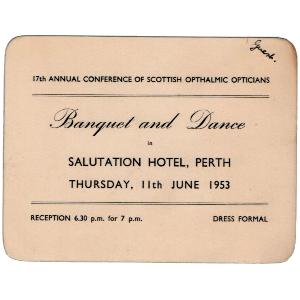 Guest.
17th ANNUAL CONFERENCE OF SCOTTISH OPTHALMIC OPTICIANS
Banquet and Dance
in
SALUTATION HOTEL, PERTH
THURSDAY, 11th JUNE 1953
RECEPTION 6.30 p.m. for 7 p.m. DRESS FORMAL